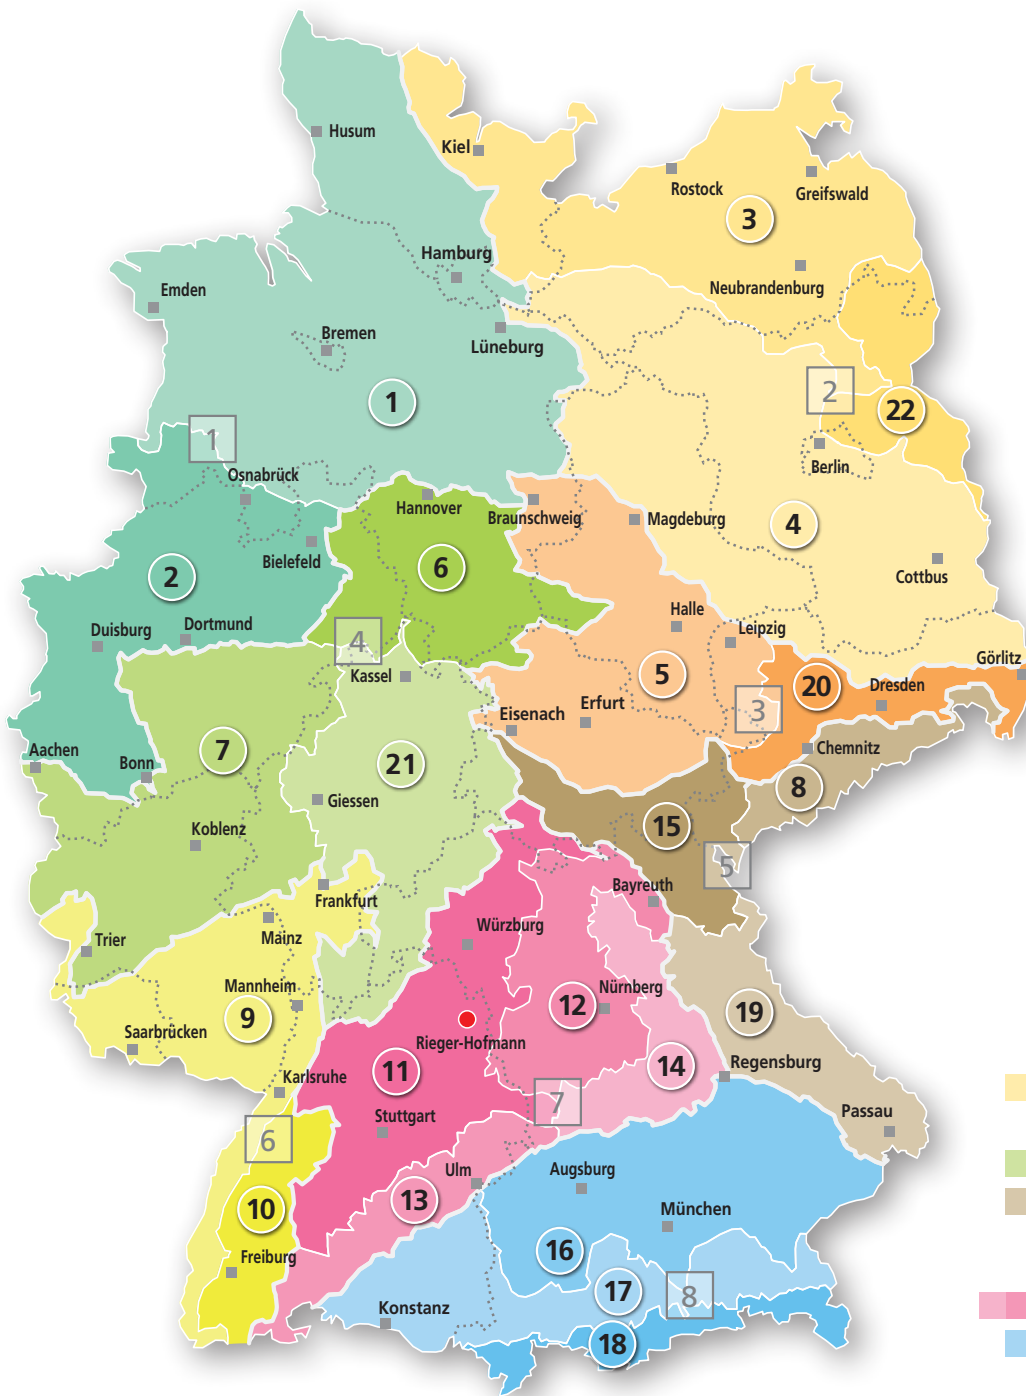 Husum
Kiel
Rostock
Greifswald
3
Hamburg
Neubrandenburg
Emden
Bremen
Lüneburg
1
2
22
1
Berlin
Osnabrück
Hannover
Braunschweig
Magdeburg
4
Bielefeld
6
2
Cottbus
Duisburg
Dortmund
Halle
Leipzig
4
Görlitz
Kassel
5
20
Dresden
3
Eisenach
Erfurt
Aachen
Bonn
7
21
Chemnitz
8
Giessen
15
Koblenz
5
Frankfurt
Bayreuth
Mainz
Würzburg
Trier
Mannheim
Nürnberg
12
19
9
Saarbrücken
Rieger-Hofmann
11
14
Regensburg
Karlsruhe
7
Stuttgart
Passau
6
Ulm
Augsburg
13
10
München
16
Freiburg
17
8
Konstanz
18